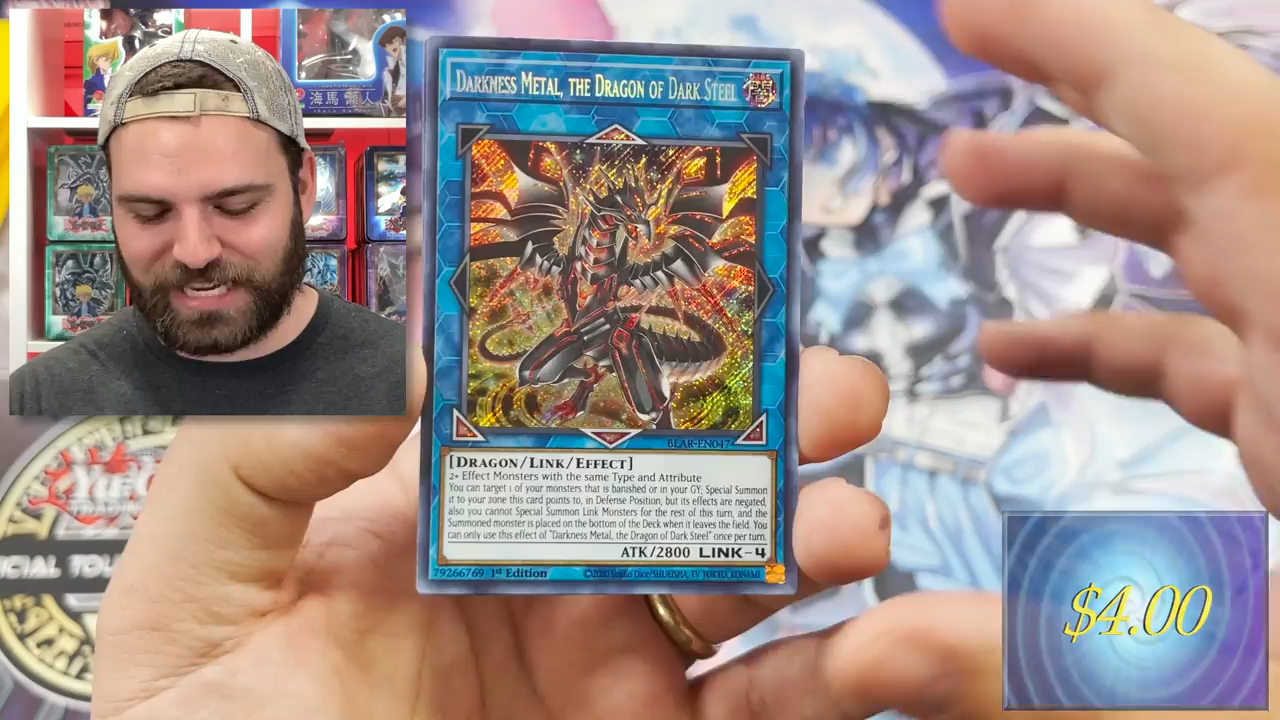 海馬瀬人
DARKNESS METAL, THE DRAGON OF DARK STEEL
DARK
BLAR-EN047
[DRAGON/LINK/EFFECT]
2+ Effect Monsters with the same Type and Attribute
You can target 1 of your monsters that is banished or in your GY; Special Summon
it to your zone this card points to, in Defense Position, but its effects are negated,
also you cannot Special Summon Link Monsters for the rest of this turn, and the
Summoned monster is placed on the bottom of the Deck when it leaves the field. You
can only use this effect of "Darkness Metal, the Dragon of Dark Steel" once per turn.
ATK/2800 LINK-4
79266769 1st Edition ©2020 Studio Dice/SHUEISHA, TV TOKYO, KONAMI
$4.00